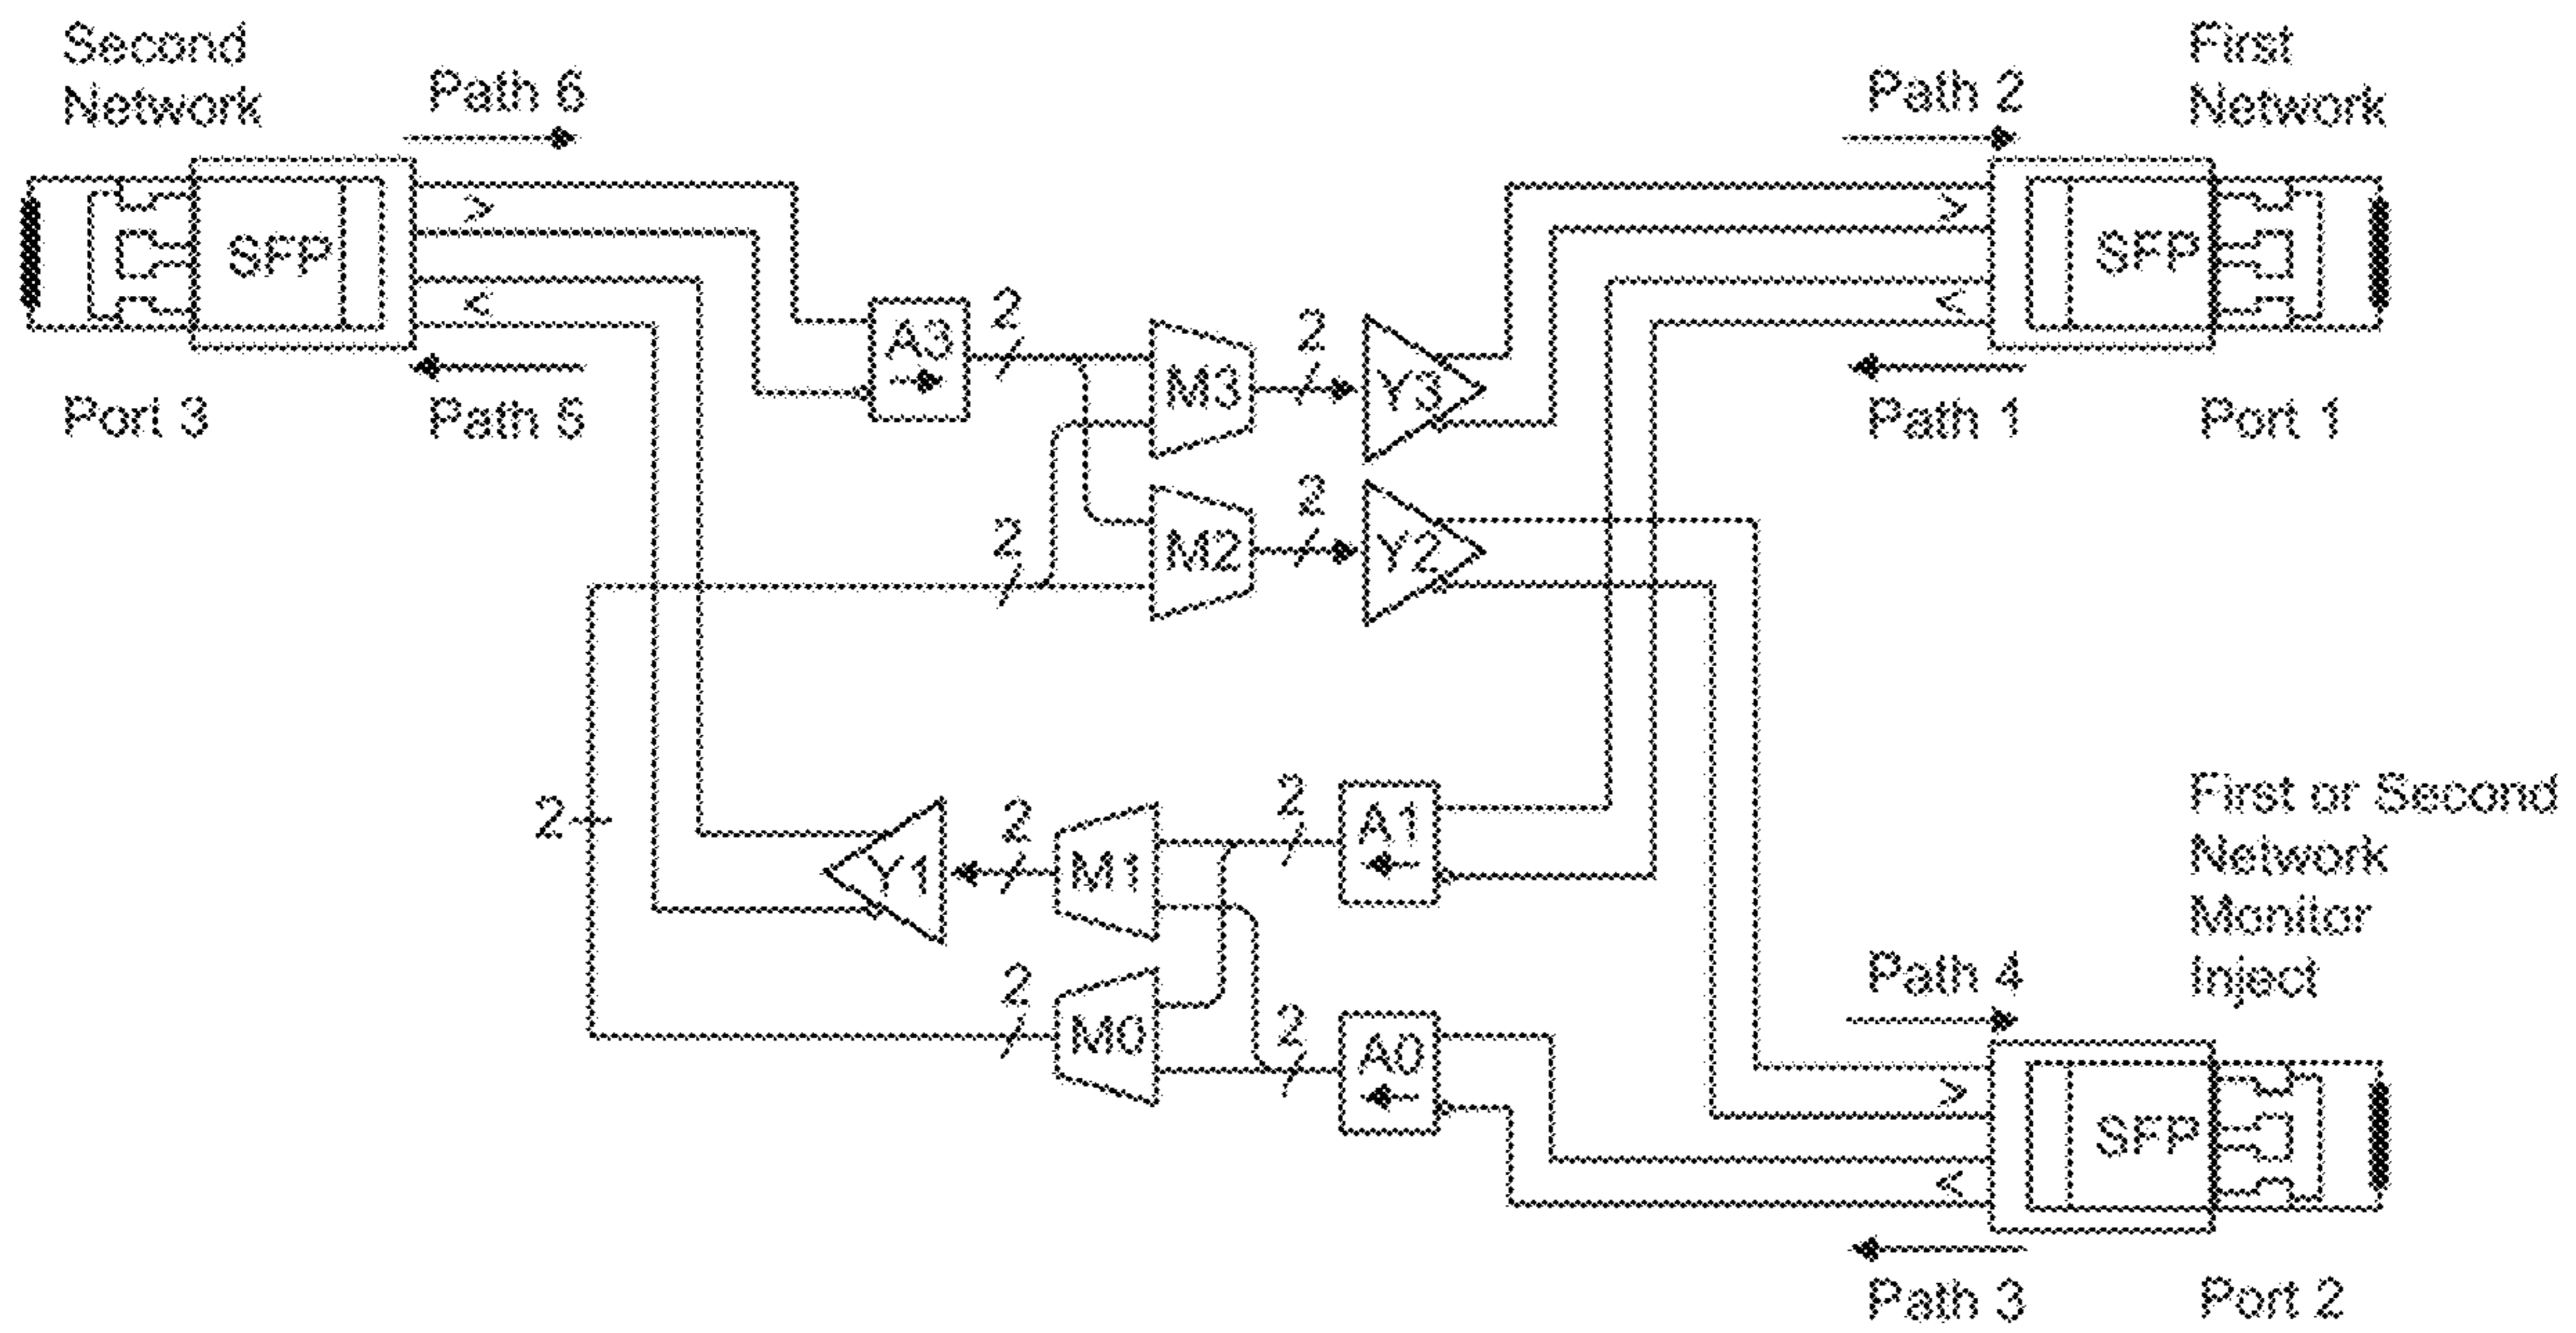 Second
Network
Path 6
Path 2
First
Network
SFP
SFP
Port 3
Path 5
Path 1
Port 1
A3
2
M3
2
Y3
2
M2
2
Y2
2
Y1
2
M1
2
A1
2
M0
2
A0
First or Second
Network
Monitor
Inject
Path 4
SFP
Path 3
Port 2